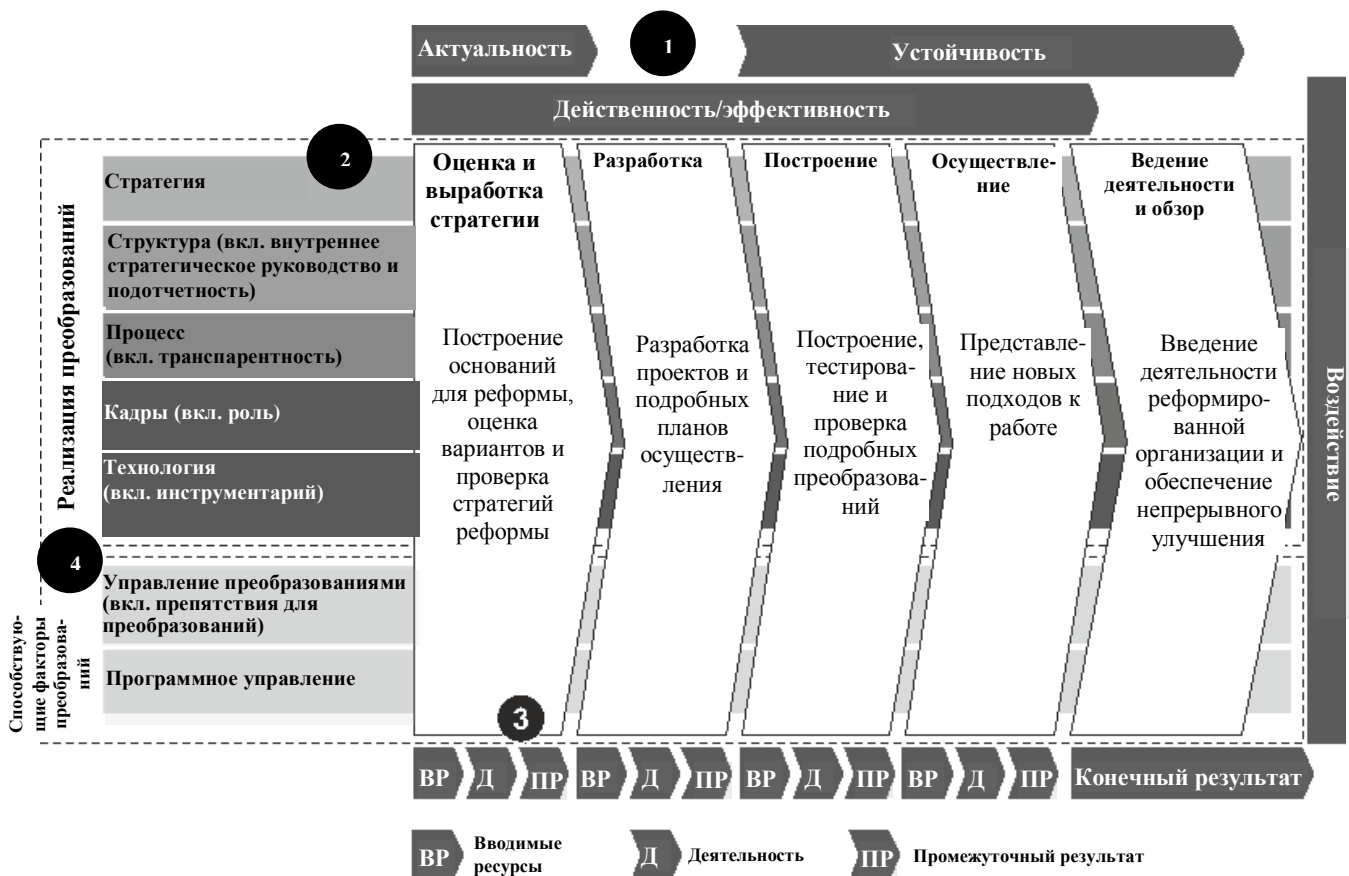 Актуальность
1
Устойчивость
Действенность/эффективность
2
Реализация преобразований
Стратегия
Структура (вкл. внутреннее
стратегическое руководство и
подотчетность)
Процесс
(вкл. транспарентность)
Кадры (вкл. роль)
Технология
(вкл. инструментарий)
4
Способствую-
щие факторы
преобразова-
ний
Управление преобразованиями
(вкл. препятствия для
преобразований)
Программное управление
Оценка и
выработка
стратегии
Построение
оснований
для реформы,
оценка
вариантов и
проверка
стратегий
реформы
3
Разработка
Разработка
проектов и
подробных
планов
осуществ-
ления
Построение
Построение,
тестирова-
ние и
проверка
подробных
преобразова-
ний
Осуществле-
ние
Представле-
ние новых
подходов к
работе
Ведение
деятельности
и обзор
Введение
деятельности
реформиро-
ванной
организации и
обеспечение
непрерывного
улучшения
Воздействие
ВР Д ПР ВР Д ПР ВР Д ПР ВР Д ПР Конечный результат
ВР Вводимые
ресурсы
Д Деятельность
ПР Промежуточный результат